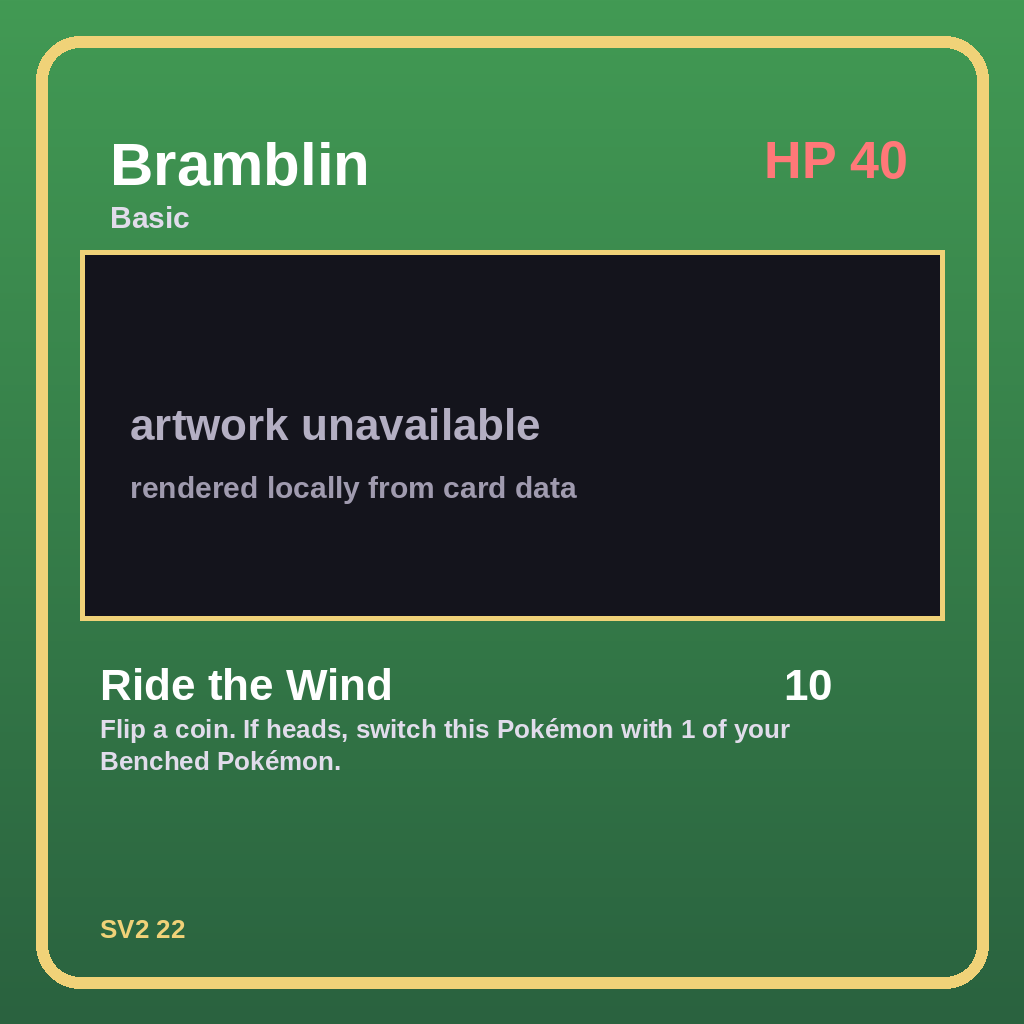 Bramblin
HP 40
Basic
artwork unavailable
rendered locally from card data
Ride the Wind
10
Flip a coin. If heads, switch this Pokémon with 1 of your
Benched Pokémon.
SV2 22